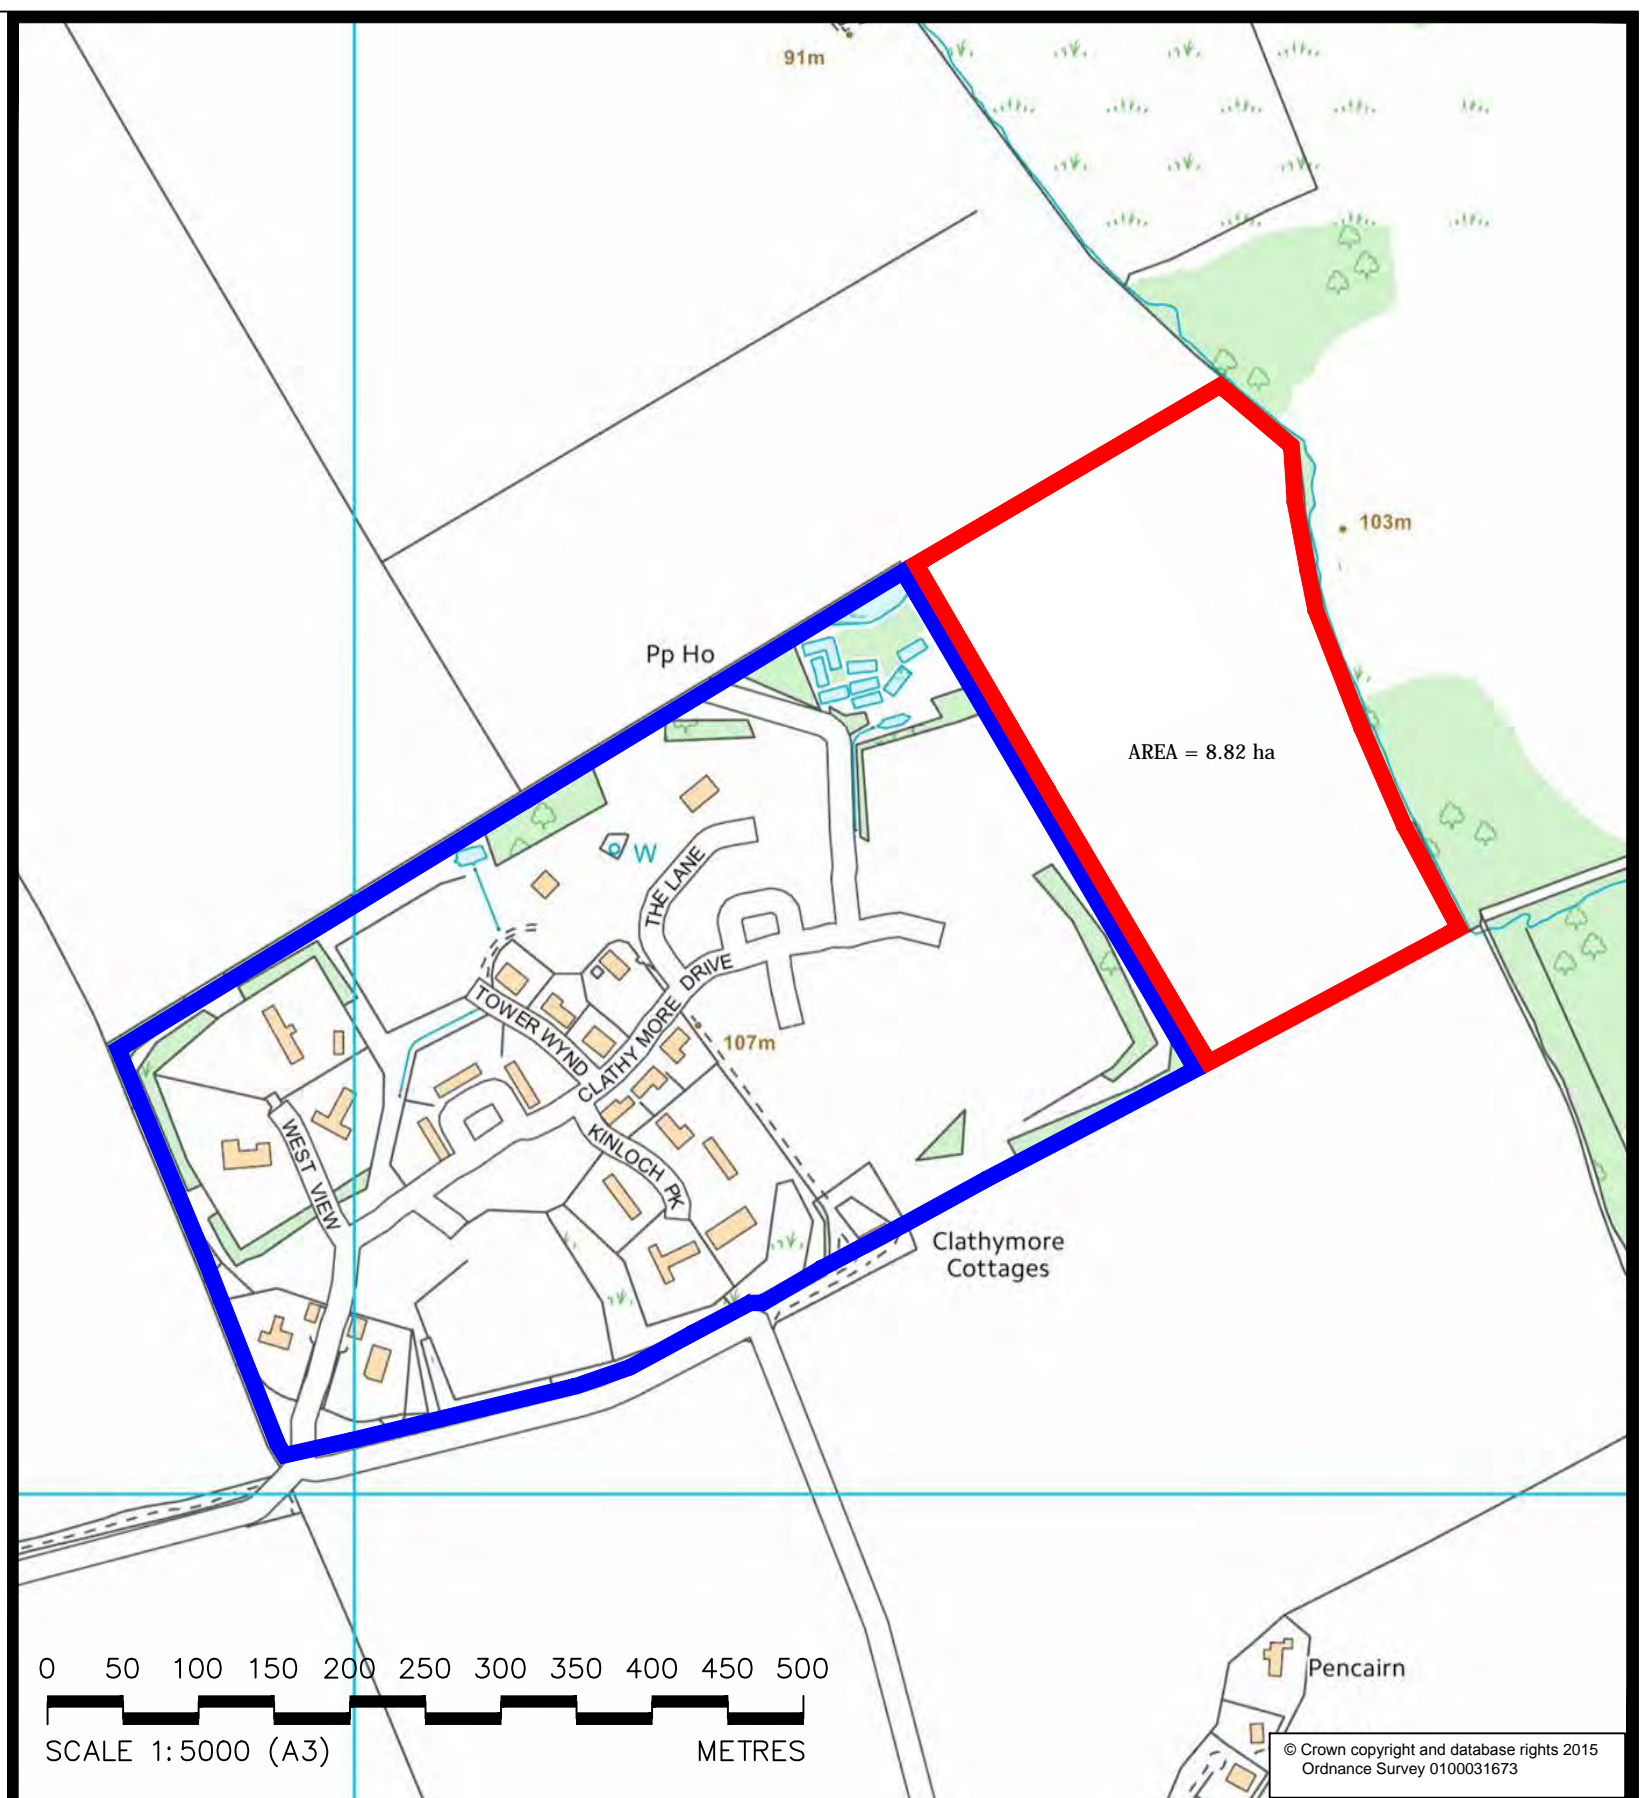 91m
103m
Pp Ho
AREA = 8.82 ha
W
THE LANE
CLATHYMORE DRIVE
TOWER WYND
107m
WEST VIEW
KINLOCH PK
Clathymore
Cottages
0 50 100 150 200 250 300 350 400 450 500
SCALE 1:5000 (A3) METRES
Pencairn
© Crown copyright and database rights 2015
Ordnance Survey 0100031673